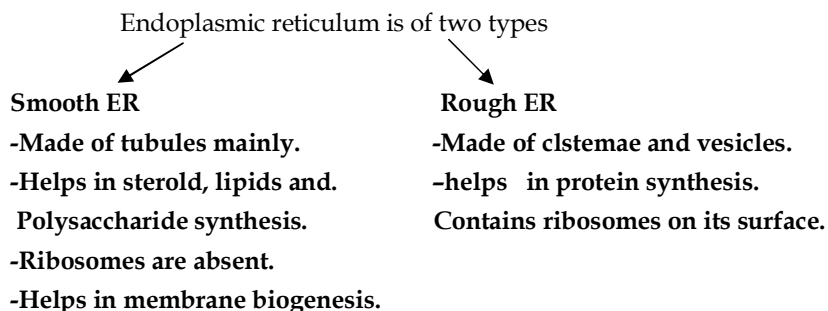 Endoplasmic reticulum is of two types
Smooth ER
-Made of tubules mainly.
-Helps in sterold, lipids and.
Polysaccharide synthesis.
-Ribosomes are absent.
-Helps in membrane biogenesis.
Rough ER
-Made of clstemae and vesicles.
–helps in protein synthesis.
Contains ribosomes on its surface.